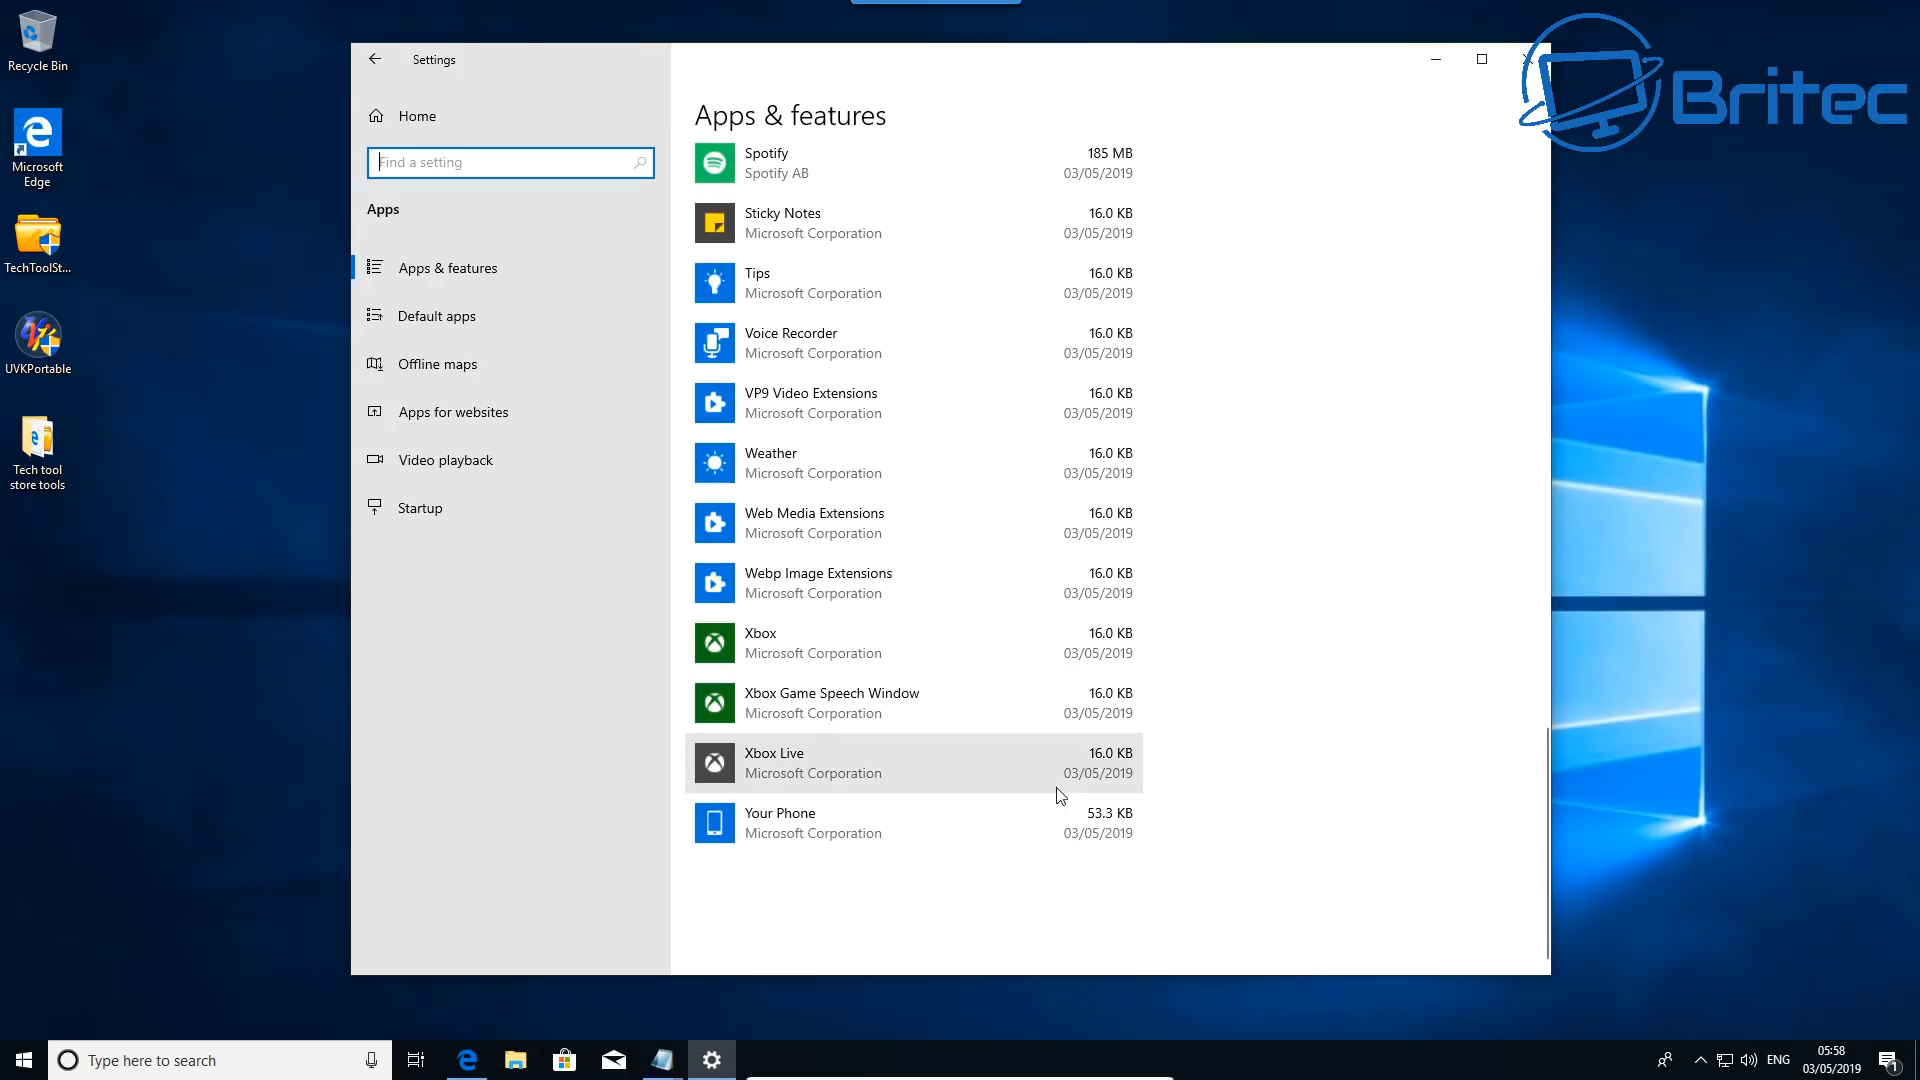 Recycle Bin
Microsoft
Edge
TechToolSt...
UVKPortable
Tech tool
store tools
Settings
Home
Find a setting
Apps
Apps & features
Default apps
Offline maps
Apps for websites
Video playback
Startup
Apps & features
Spotify 185 MB
Spotify AB 03/05/2019
Sticky Notes 16.0 KB
Microsoft Corporation 03/05/2019
Tips 16.0 KB
Microsoft Corporation 03/05/2019
Voice Recorder 16.0 KB
Microsoft Corporation 03/05/2019
VP9 Video Extensions 16.0 KB
Microsoft Corporation 03/05/2019
Weather 16.0 KB
Microsoft Corporation 03/05/2019
Web Media Extensions 16.0 KB
Microsoft Corporation 03/05/2019
Webp Image Extensions 16.0 KB
Microsoft Corporation 03/05/2019
Xbox 16.0 KB
Microsoft Corporation 03/05/2019
Xbox Game Speech Window 16.0 KB
Microsoft Corporation 03/05/2019
Xbox Live 16.0 KB
Microsoft Corporation 03/05/2019
Your Phone 53.3 KB
Microsoft Corporation 03/05/2019
Britec
Type here to search
ENG
05:58
03/05/2019
1